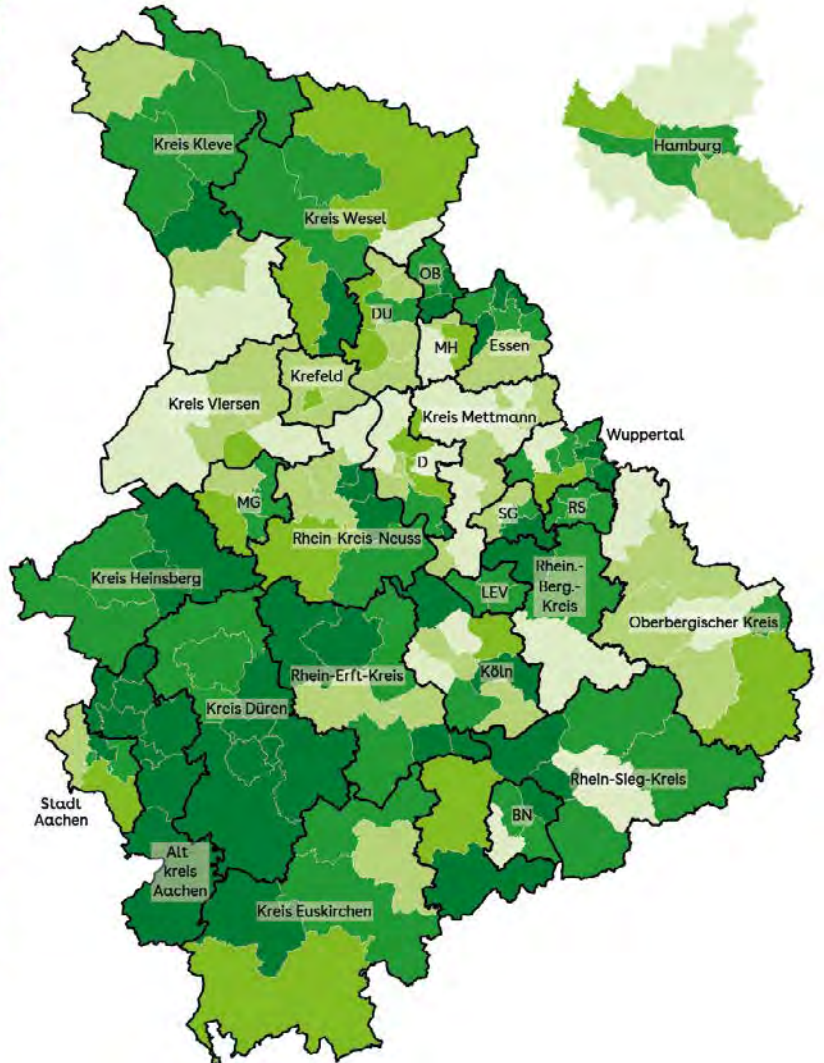 Kreis Kleve
Hamburg
Kreis Wesel
OB
DU
MH
Essen
Krefeld
Kreis Viersen
Kreis Mettmann
Wuppertal
D
MG
SG
RS
Rhein-Kreis-Neuss
Kreis Heinsberg
LEV
Rhein.-
Berg.-
Kreis
Oberbergischer Kreis
Rhein-Erft-Kreis
Köln
Kreis Düren
Rhein-Sieg-Kreis
Stadt
Aachen
BN
Alt
kreis
Aachen
Kreis Euskirchen